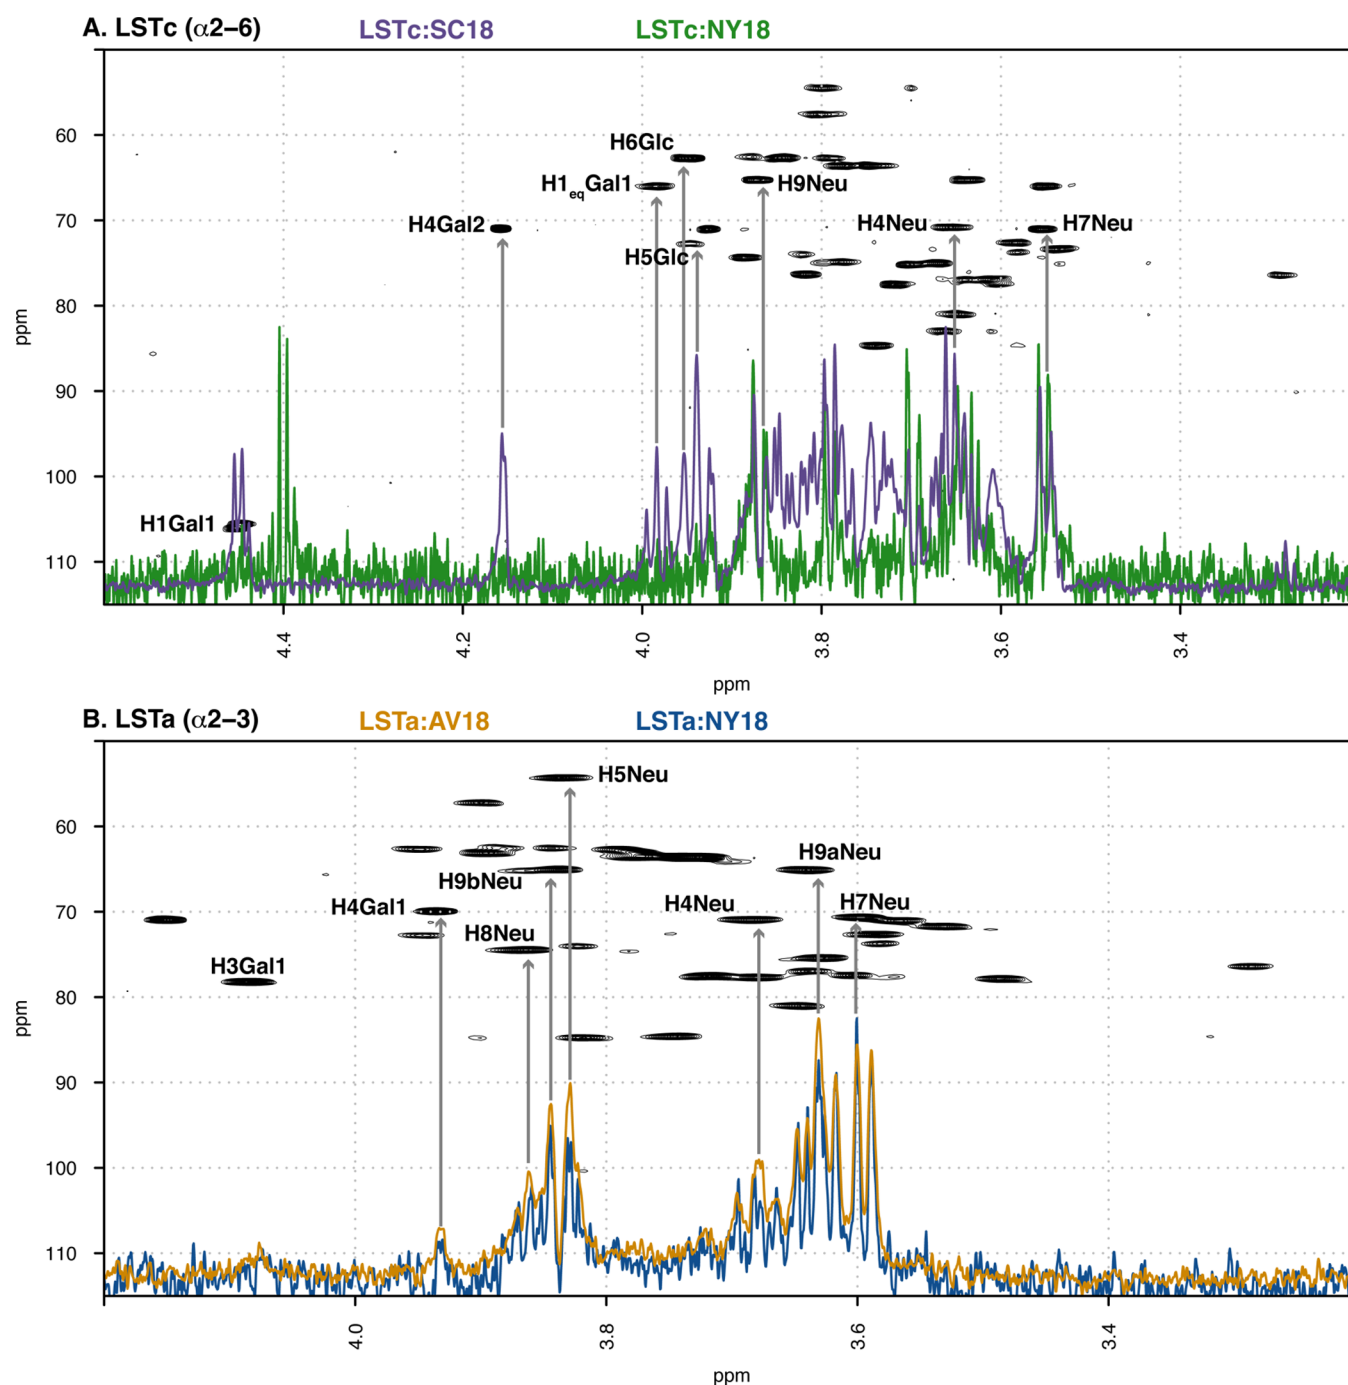 A. LSTc (α2–6) LSTc:SC18 LSTc:NY18
H6Glc
H1eqGal1 H9Neu
H4Gal2 H4Neu H7Neu
H5Glc
H1Gal1
60
70
80
90
100
110
ppm
4.4 4.2 4.0 3.8 3.6 3.4
ppm
B. LSTa (α2–3) LSTa:AV18 LSTa:NY18
H5Neu
H9aNeu
H9bNeu
H4Gal1 H4Neu H7Neu
H8Neu
H3Gal1
60
70
80
90
100
110
ppm
4.0 3.8 3.6 3.4
ppm